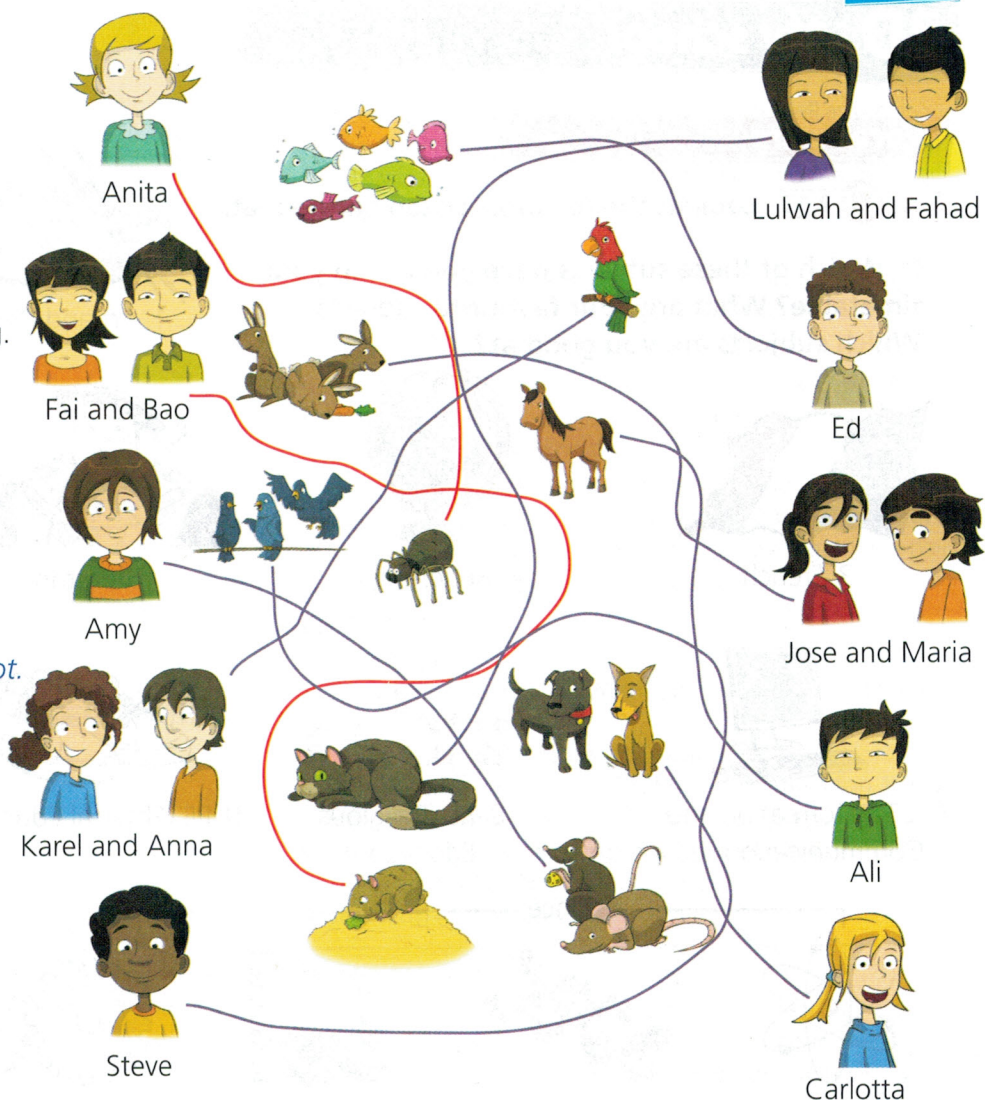 Anita
Lulwah and Fahad
Fai and Bao
Ed
Amy
Jose and Maria
Karel and Anna
Ali
Steve
Carlotta